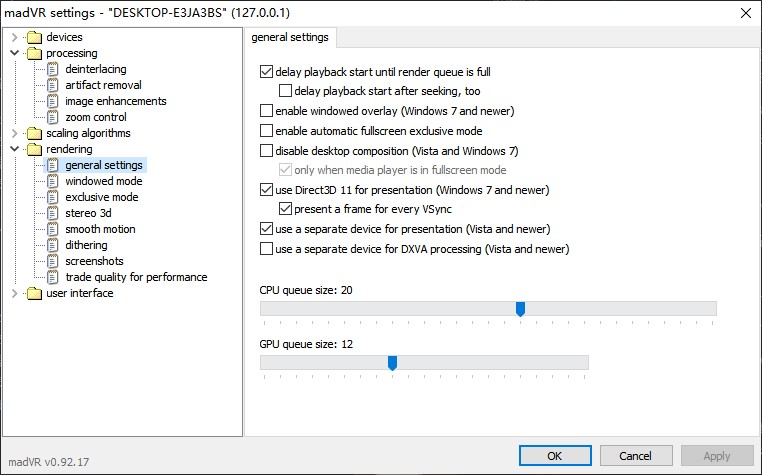 madVR settings - "DESKTOP-E3JA3BS" (127.0.0.1)
devices
processing
deinterlacing
artifact removal
image enhancements
zoom control
scaling algorithms
rendering
general settings
windowed mode
exclusive mode
stereo 3d
smooth motion
dithering
screenshots
trade quality for performance
user interface
general settings
delay playback start until render queue is full
delay playback start after seeking, too
enable windowed overlay (Windows 7 and newer)
enable automatic fullscreen exclusive mode
disable desktop composition (Vista and Windows 7)
only when media player is in fullscreen mode
use Direct3D 11 for presentation (Windows 7 and newer)
present a frame for every VSync
use a separate device for presentation (Vista and newer)
use a separate device for DXVA processing (Vista and newer)
CPU queue size: 20
GPU queue size: 12
madVR v0.92.17
OK
Cancel
Apply